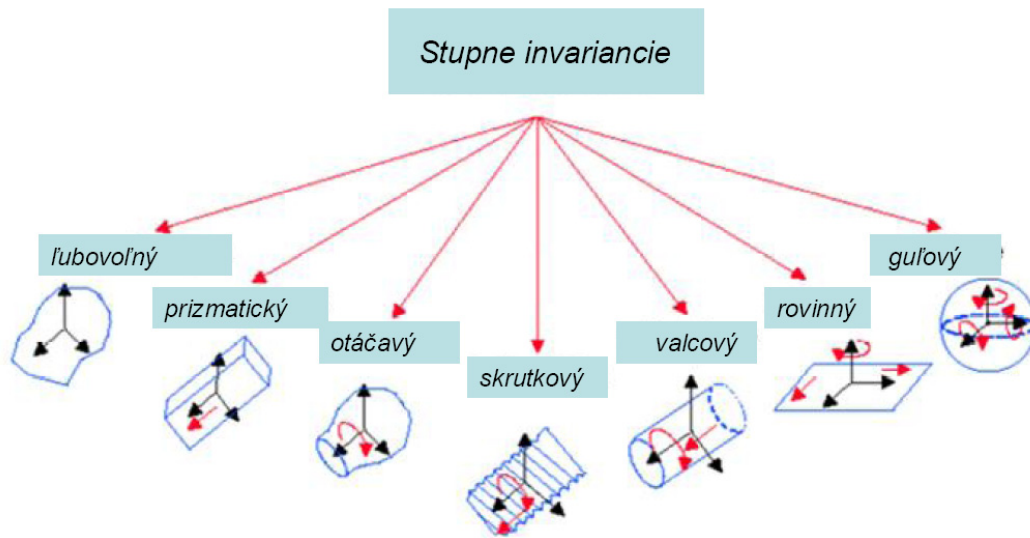 Stupne invariancie
ľubovoľný
guľový
prizmatický
rovinný
otáčavý
valcový
skrutkový